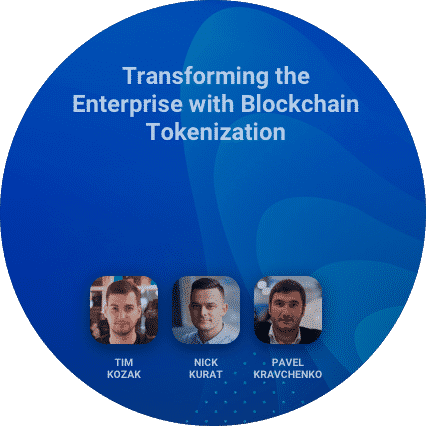 Transforming the
Enterprise with Blockchain
Tokenization
TIM
KOZAK
NICK
KURAT
PAVEL
KRAVCHENKO